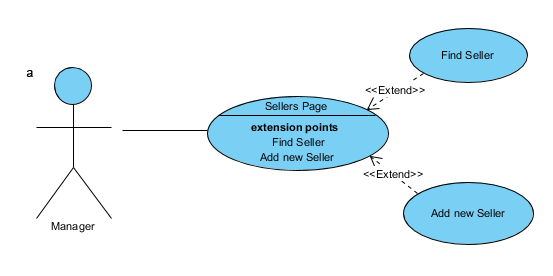 a
Manager
Sellers Page
extension points
Find Seller
Add new Seller
<<Extend>>
Find Seller
<<Extend>>
Add new Seller